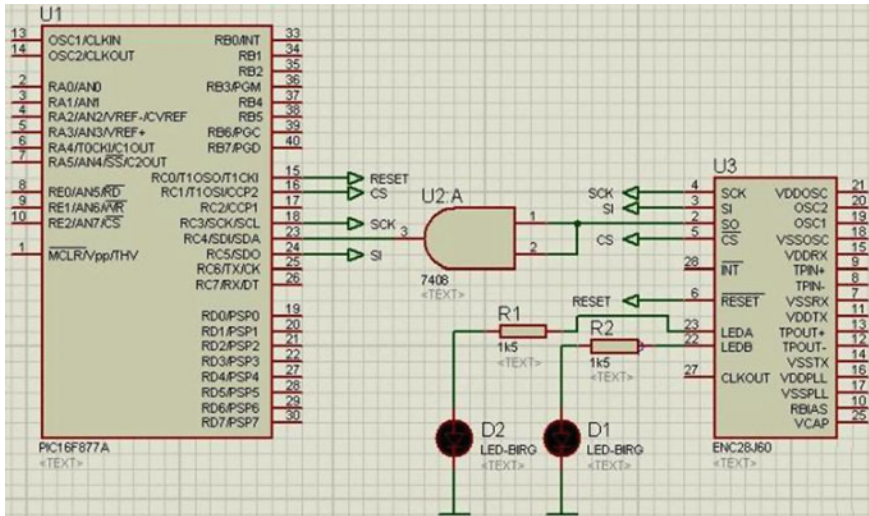 U1
13 OSC1/CLKIN RB0/INT 33
14 OSC2/CLKOUT RB1 34
RB2 35
2 RA0/AN0 RB3/PGM 36
3 RA1/AN1 RB4 37
4 RA2/AN2/VREF-/CVREF RB5 38
5 RA3/AN3/VREF+ RB6/PGC 39
6 RA4/T0CKI/C1OUT RB7/PGD 40
7 RA5/AN4/SS/C2OUT
RC0/T1OSO/T1CKI 15 RESET
8 RE0/AN5/RD RC1/T1OSI/CCP2 16 CS
9 RE1/AN6/WR RC2/CCP1 17
10 RE2/AN7/CS RC3/SCK/SCL 18 SCK
RC4/SDI/SDA 23
1 MCLR/Vpp/THV RC5/SDO 24 SI
RC6/TX/CK 25
RC7/RX/DT 26
RD0/PSP0 19
RD1/PSP1 20
RD2/PSP2 21
RD3/PSP3 22
RD4/PSP4 27
RD5/PSP5 28
RD6/PSP6 29
RD7/PSP7 30
PIC16F877A
<TEXT>
U2:A
1
3
2
7408
<TEXT>
U3
SCK 4 SCK VDDOSC 21
SI 3 SI OSC2 20
2 SO OSC1 19
CS 5 CS VSSOSC 18
VDDRX 15
28 INT TPIN+ 9
TPIN- 8
RESET 6 RESET VSSRX 7
VDDTX 11
23 LEDA TPOUT+ 13
22 LEDB TPOUT- 12
VSSTX 14
27 CLKOUT VDDPLL 16
VSSPLL 17
RBIAS 10
VCAP 25
ENC28J60
<TEXT>
R1
1k5
<TEXT>
R2
1k5
<TEXT>
D2
LED-BIRG
<TEXT>
D1
LED-BIRG
<TEXT>